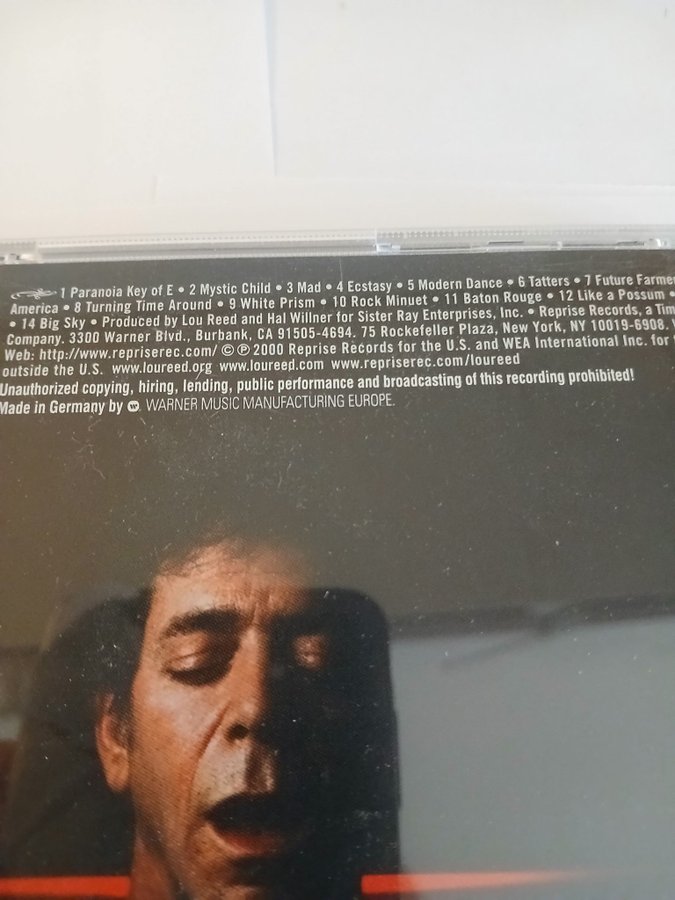 1 Paranoia Key of E • 2 Mystic Child • 3 Mad • 4 Ecstasy • 5 Modern Dance • 6 Tatters • 7 Future Farme
America • 8 Turning Time Around • 9 White Prism • 10 Rock Minuet • 11 Baton Rouge • 12 Like a Possum •
• 14 Big Sky • Produced by Lou Reed and Hal Willner for Sister Ray Enterprises, Inc. • Reprise Records, a Tim
Company. 3300 Warner Blvd., Burbank, CA 91505-4694. 75 Rockefeller Plaza, New York, NY 10019-6908.
Web: http://www.repriserec.com/ © ℗ 2000 Reprise Records for the U.S. and WEA International Inc. for
outside the U.S. www.loureed.org www.loureed.com www.repriserec.com/loureed
Unauthorized copying, hiring, lending, public performance and broadcasting of this recording prohibited!
Made in Germany by WARNER MUSIC MANUFACTURING EUROPE.